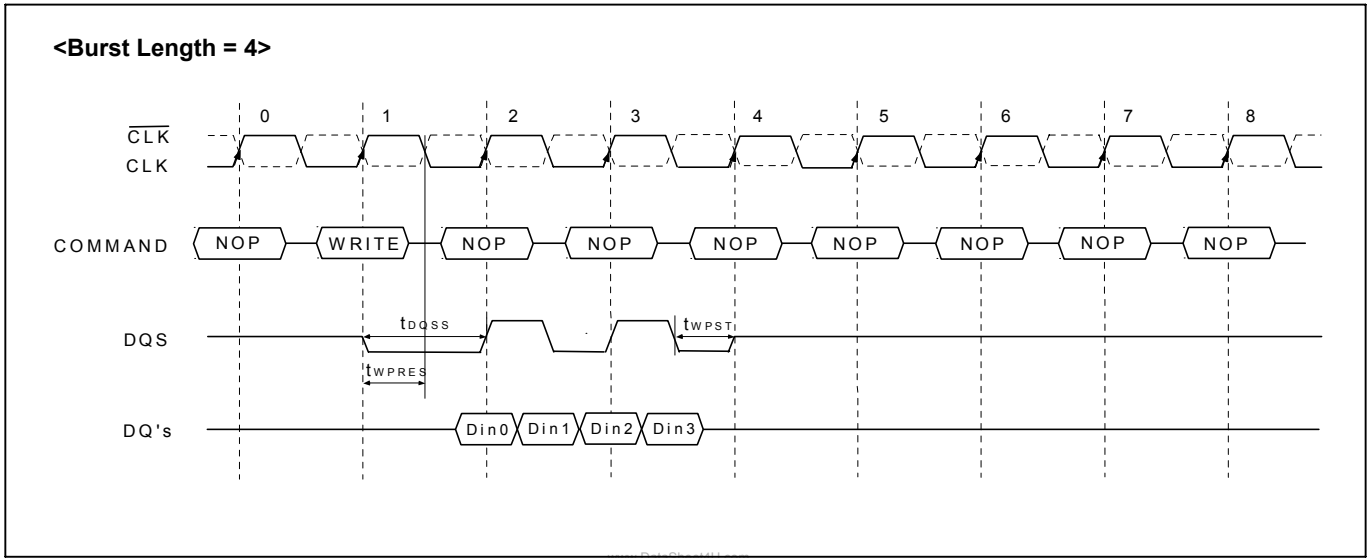 <Burst Length = 4>
0 1 2 3 4 5 6 7 8
CLK
CLK
COMMAND NOP WRITE NOP NOP NOP NOP NOP NOP NOP
DQS tDQSS tWPST
tWPRES
DQ's Din0 Din1 Din2 Din3